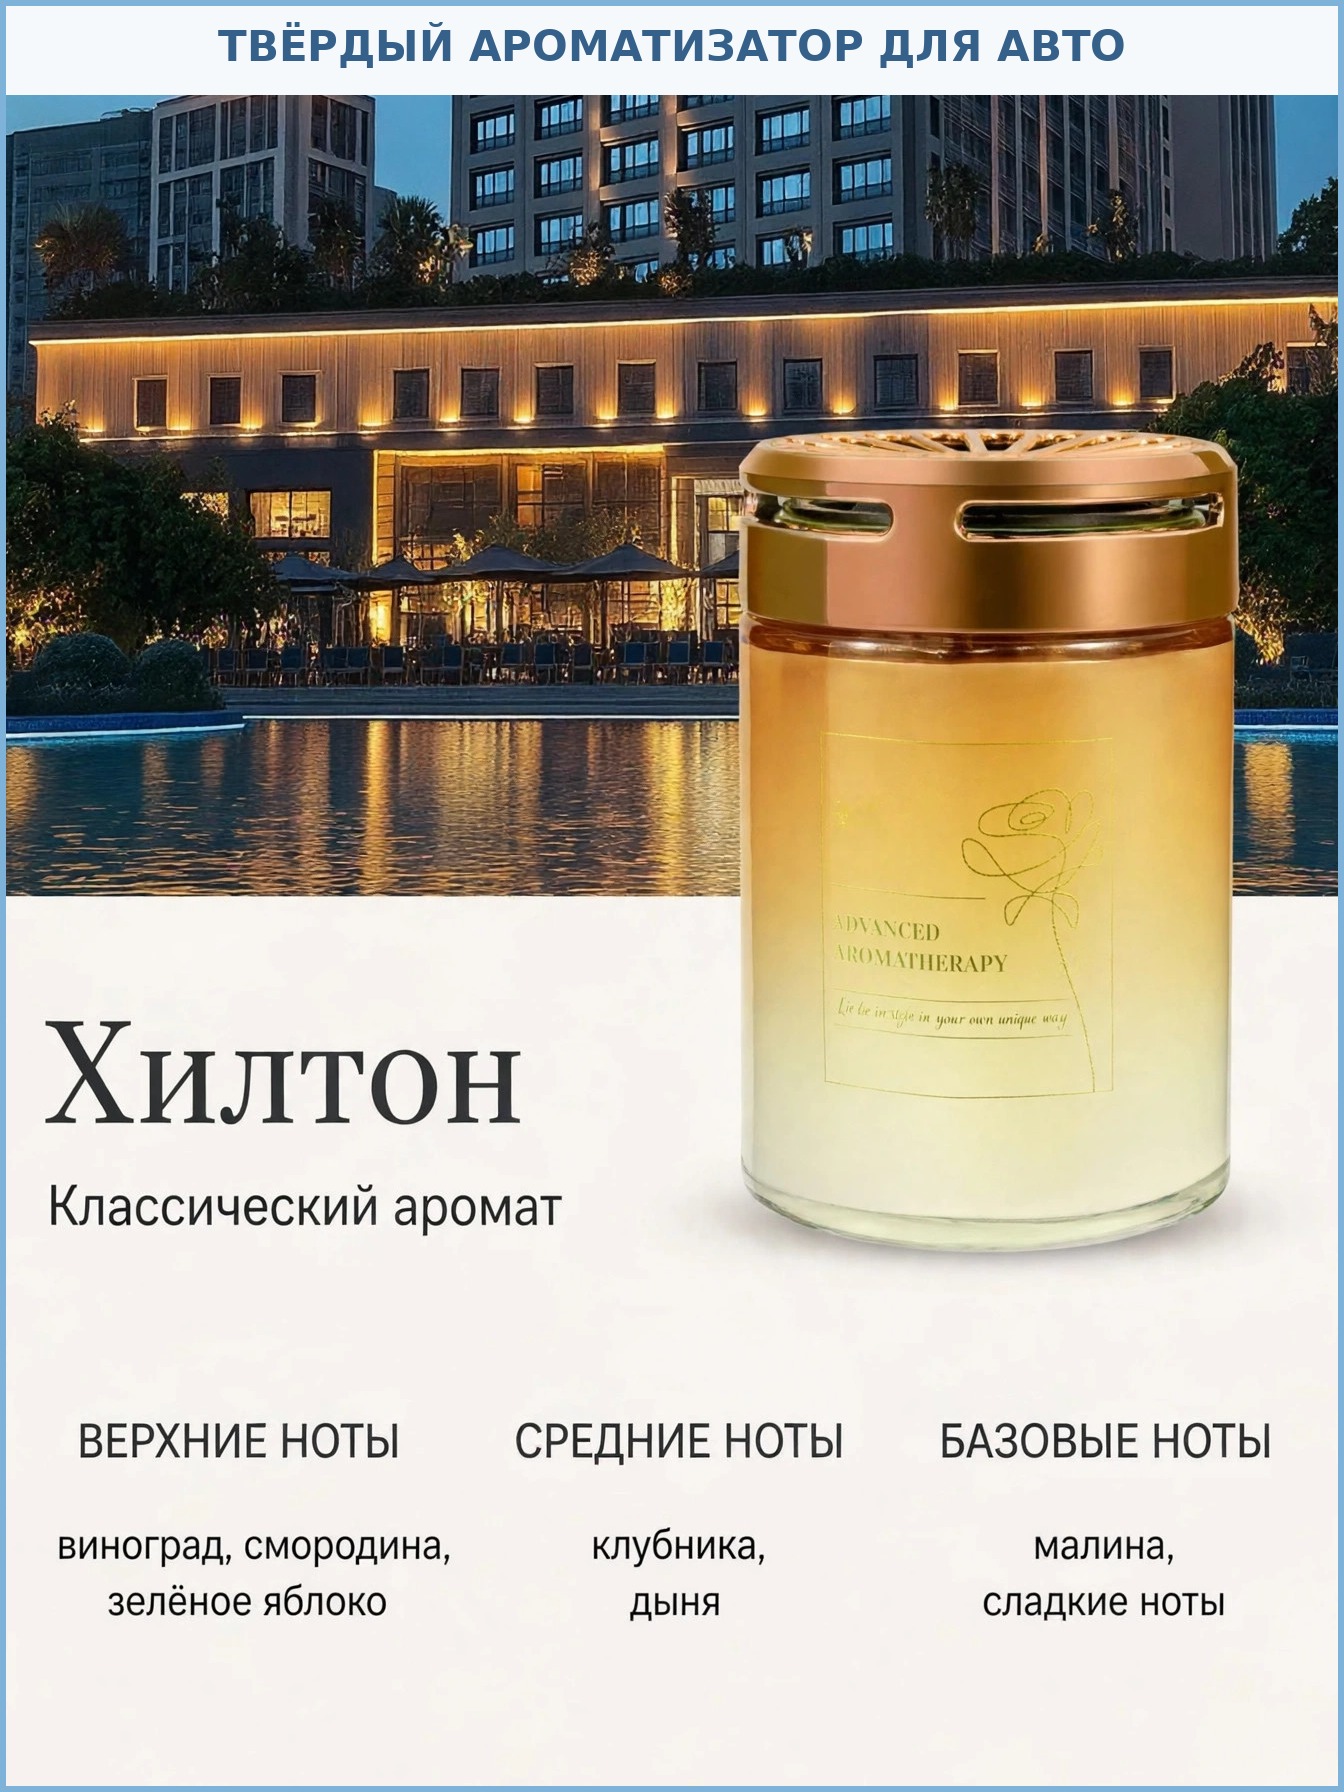 ТВЁРДЫЙ АРОМАТИЗАТОР ДЛЯ АВТО
ADVANCED
AROMATHERAPY
in your own unique way
Хилтон
Классический аромат
ВЕРХНИЕ НОТЫ
виноград, смородина,
зелёное яблоко
СРЕДНИЕ НОТЫ
клубника,
дыня
БАЗОВЫЕ НОТЫ
малина,
сладкие ноты